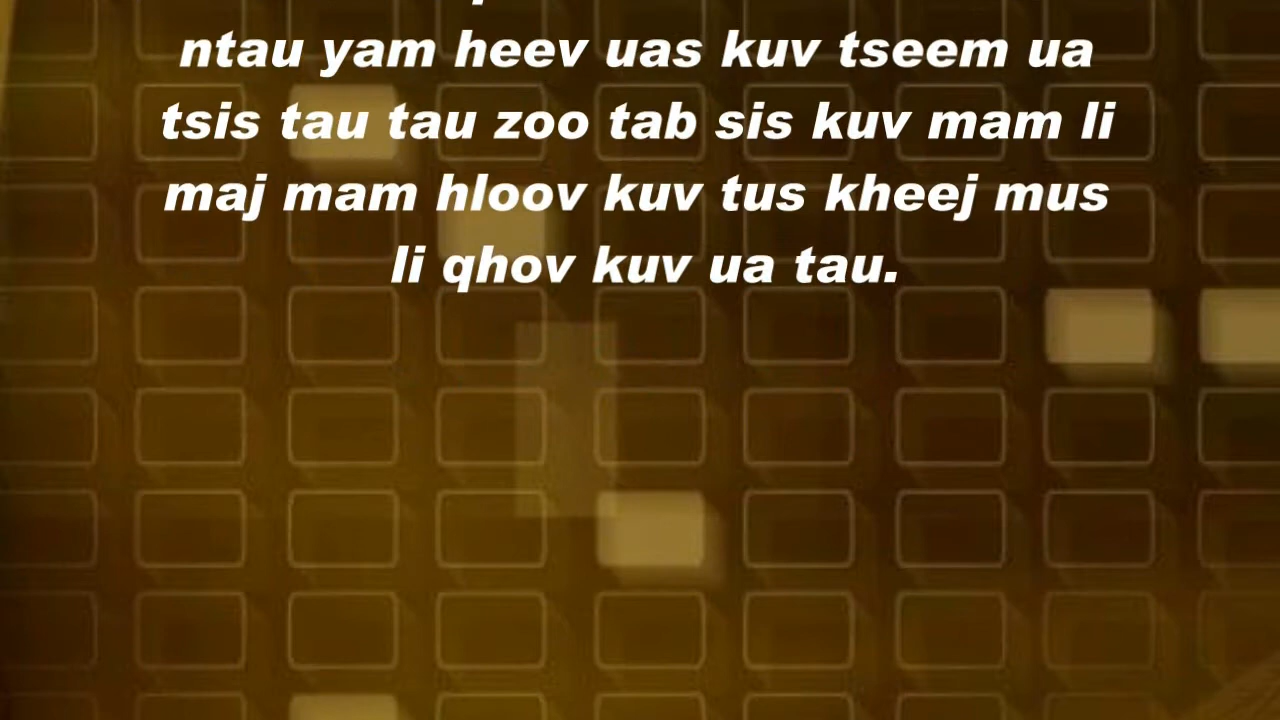 ntau yam heev uas kuv tseem ua
tsis tau tau zoo tab sis kuv mam li
maj mam hloov kuv tus kheej mus
li qhov kuv ua tau.